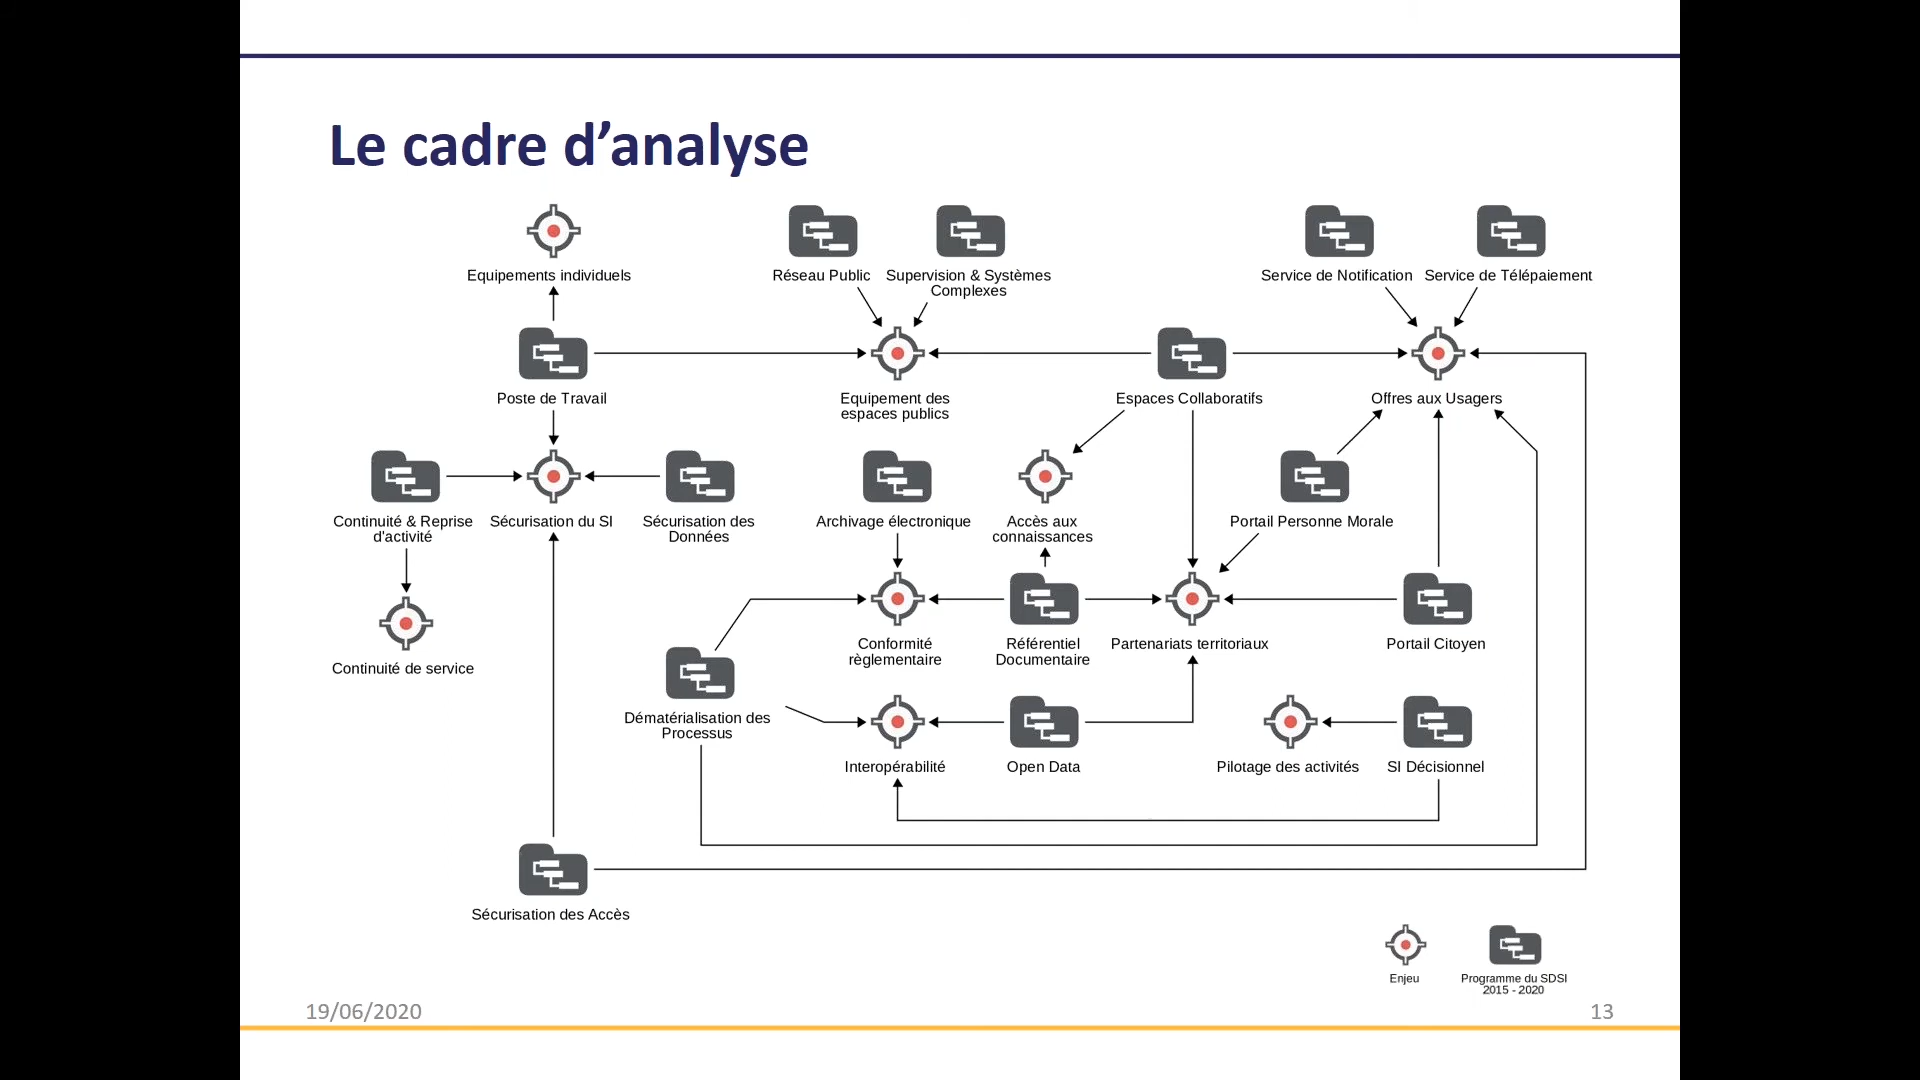 Le cadre d’analyse
Equipements individuels
Réseau Public
Supervision & Systèmes
Complexes
Service de Notification
Service de Télépaiement
Poste de Travail
Equipement des
espaces publics
Espaces Collaboratifs
Offres aux Usagers
Continuité & Reprise
d'activité
Sécurisation du SI
Sécurisation des
Données
Archivage électronique
Accès aux
connaissances
Portail Personne Morale
Continuité de service
Conformité
règlementaire
Référentiel
Documentaire
Partenariats territoriaux
Portail Citoyen
Dématérialisation des
Processus
Interopérabilité
Open Data
Pilotage des activités
SI Décisionnel
Sécurisation des Accès
Enjeu
Programme du SDSI
2015 - 2020
19/06/2020
13